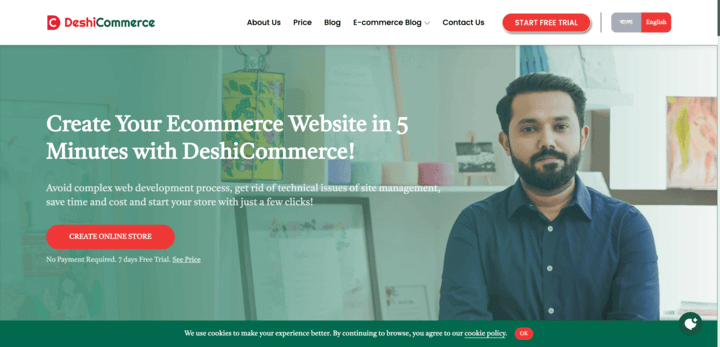 DeshiCommerce
About Us Price Blog E-commerce Blog Contact Us START FREE TRIAL বাংলা English
Create Your Ecommerce Website in 5
Minutes with DeshiCommerce!
Avoid complex web development process, get rid of technical issues of site management,
save time and cost and start your store with just a few clicks!
CREATE ONLINE STORE
No Payment Required. 7 days Free Trial. See Price
We use cookies to make your experience better. By continuing to browse, you agree to our cookie policy. OK